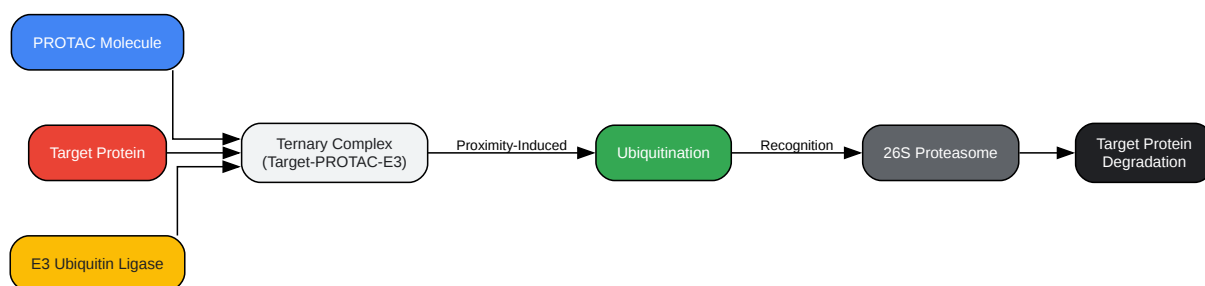 PROTAC Molecule
Target Protein
E3 Ubiquitin Ligase
Ternary Complex
(Target-PROTAC-E3)
Proximity-Induced
Ubiquitination
Recognition
26S Proteasome
Target Protein
Degradation